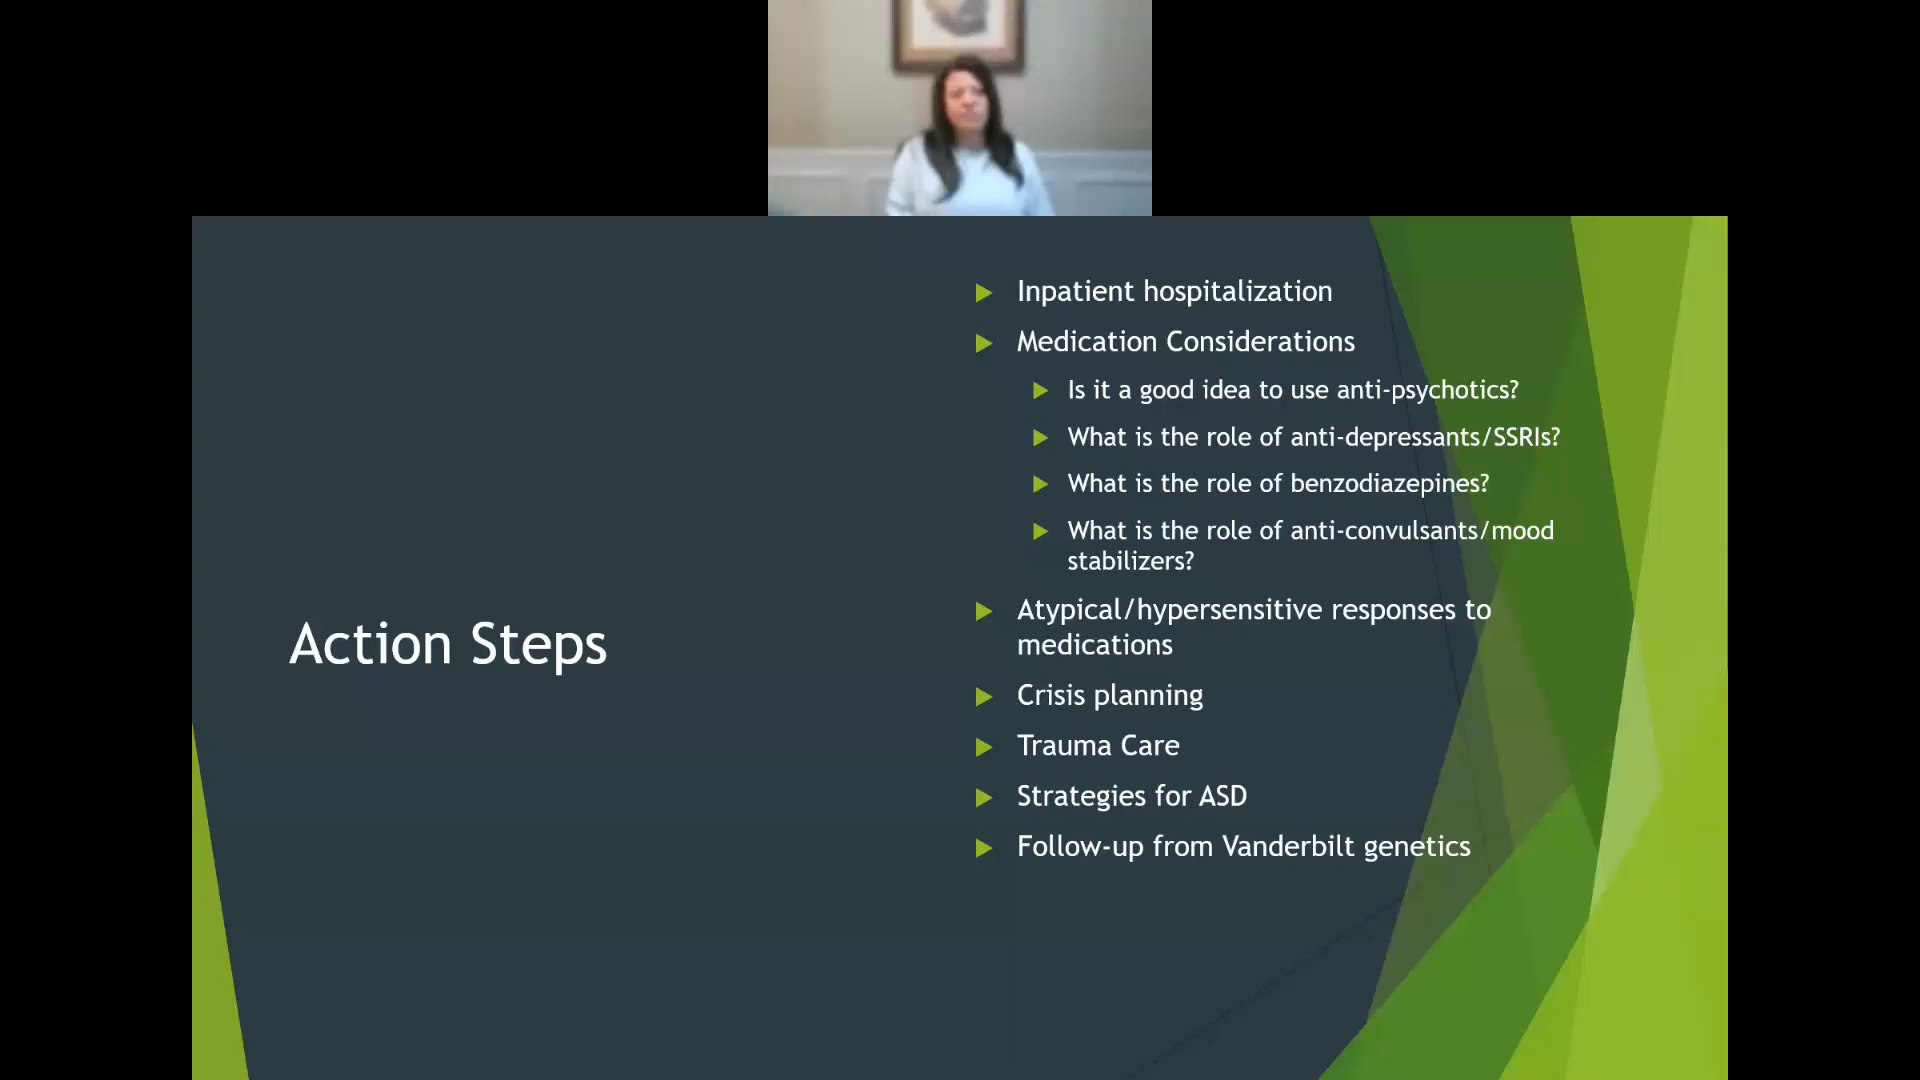 Action Steps
Inpatient hospitalization
Medication Considerations
Is it a good idea to use anti-psychotics?
What is the role of anti-depressants/SSRIs?
What is the role of benzodiazepines?
What is the role of anti-convulsants/mood
stabilizers?
Atypical/hypersensitive responses to
medications
Crisis planning
Trauma Care
Strategies for ASD
Follow-up from Vanderbilt genetics